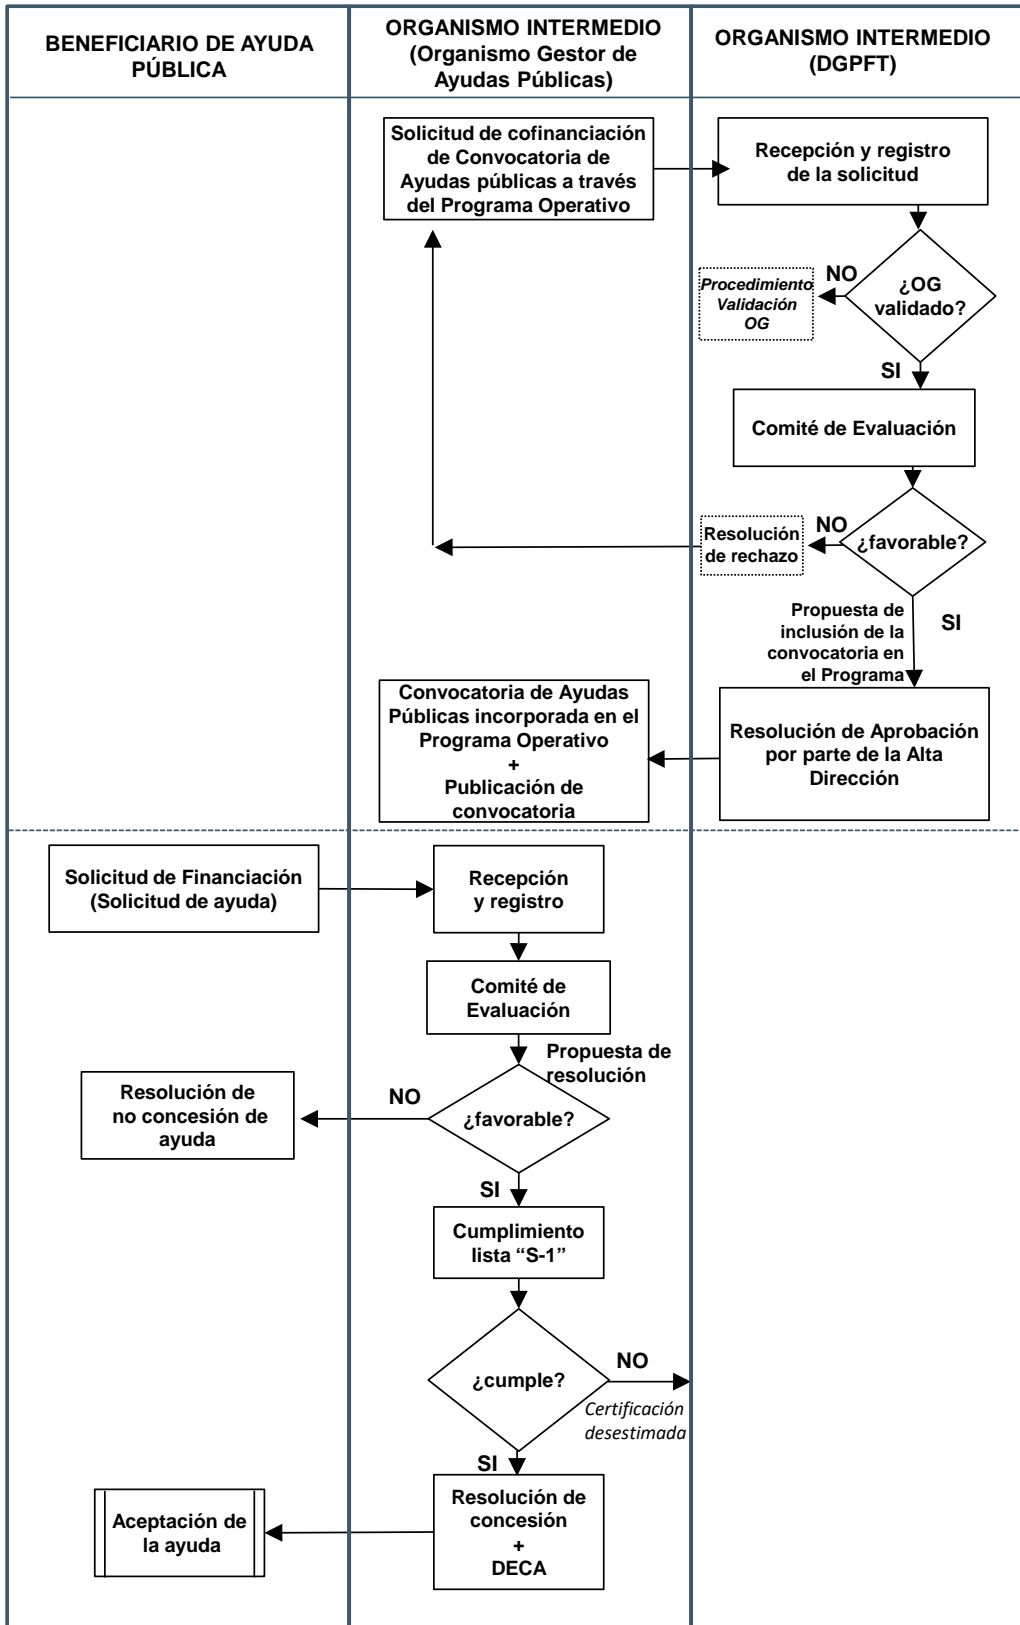 BENEFICIARIO DE AYUDA
PÚBLICA
ORGANISMO INTERMEDIO
(Organismo Gestor de
Ayudas Públicas)
ORGANISMO INTERMEDIO
(DGPFT)
Solicitud de cofinanciación
de Convocatoria de
Ayudas públicas a través
del Programa Operativo
Recepción y registro
de la solicitud
¿OG
validado?
NO
Procedimiento
Validación
OG
SI
Comité de Evaluación
¿favorable?
NO
Resolución
de rechazo
SI
Propuesta de
inclusión de la
convocatoria en
el Programa
Resolución de Aprobación
por parte de la Alta
Dirección
Convocatoria de Ayudas
Públicas incorporada en el
Programa Operativo
+
Publicación de
convocatoria
Solicitud de Financiación
(Solicitud de ayuda)
Recepción
y registro
Comité de
Evaluación
Propuesta de
resolución
¿favorable?
NO
Resolución de
no concesión de
ayuda
SI
Cumplimiento
lista “S-1”
¿cumple?
NO
Certificación
desestimada
SI
Resolución de
concesión
+
DECA
Aceptación de
la ayuda